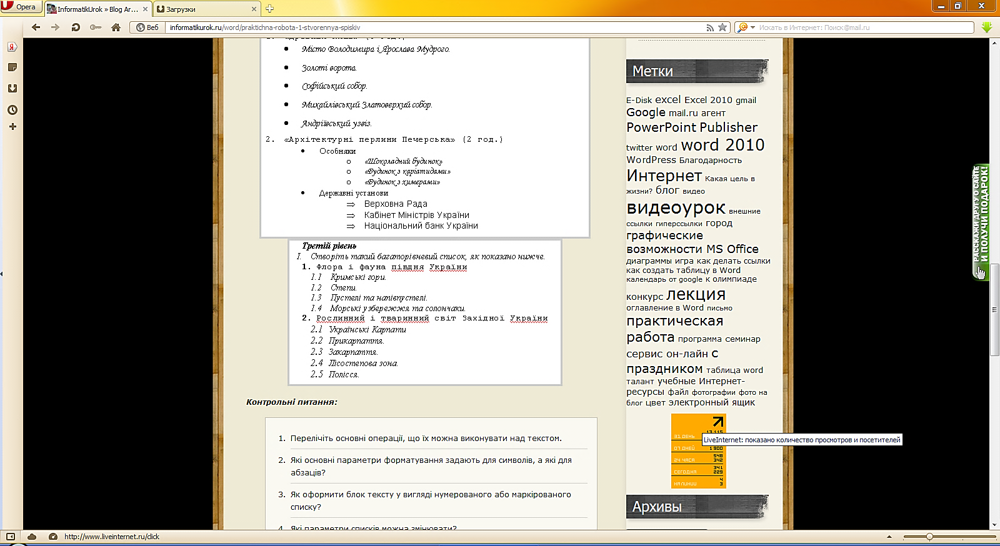 Opera
InformatikUrok » Blog Ar...
Загрузки
Веб
informatikurok.ru/word/praktichna-robota-1-stvorennya-spiskiv
Искать в Интернет: Поиск@mail.ru
Місто Володимира і Ярослава Мудрого.
Золоті ворота.
Софійський собор.
Михайлівський Златоверхий собор.
Андріївський узвіз.
2. «Архітектурні перлини Печерська» (2 год.)
Особняки
«Шоколадний будинок»
«Будинок з каріатидами»
«Будинок з химерами»
Державні установи
Верховна Рада
Кабінет Міністрів України
Національний банк України
Третій рівень
I. Створіть такий багаторівневий список, як показано нижче.
1. Флора і фауна півдня України
1.1 Кримські гори.
1.2 Степи.
1.3 Пустелі та напівпустелі.
1.4 Морські узбережжя та солончаки.
2. Рослинний і тваринний світ Західної України
2.1 Українські Карпати
2.2 Прикарпаття.
2.3 Закарпаття.
2.4 Лісостепова зона.
2.5 Полісся.
Контрольні питання:
1. Перелічіть основні операції, що їх можна виконувати над текстом.
2. Які основні параметри форматування задають для символів, а які для
абзаців?
3. Як оформити блок тексту у вигляді нумерованого або маркірованого
списку?
4. Які параметри списків можна змінювати?
Метки
E-Disk excel Excel 2010 gmail
Google mail.ru агент
PowerPoint Publisher
twitter word word 2010
WordPress Благодарность
Интернет Какая цель в
жизни? блог видео
видеоурок внешние
ссылки гиперссылки город
графические
возможности MS Office
диаграммы игра как делать ссылки
как создать таблицу в Word
календарь от google к олимпиаде
конкурс лекция
оглавление в Word письмо
практическая
работа программа семинар
сервис он-лайн с
праздником таблица word
талант учебные Интернет-
ресурсы файл фотографии фото на
блог цвет электронный ящик
31 ДЕНЬ 13 115
LiveInternet: показано количество просмотров и посетителей
07 ДНЕЙ 1 900
24 ЧАСА 548
342
СЕГОДНЯ 341
229
НА ЛИНИИ 4
3
Архивы
РАССКАЖИ ДРУГУ О САЙТЕ
И ПОЛУЧИ ПОДАРОК!
http://www.liveinternet.ru/click